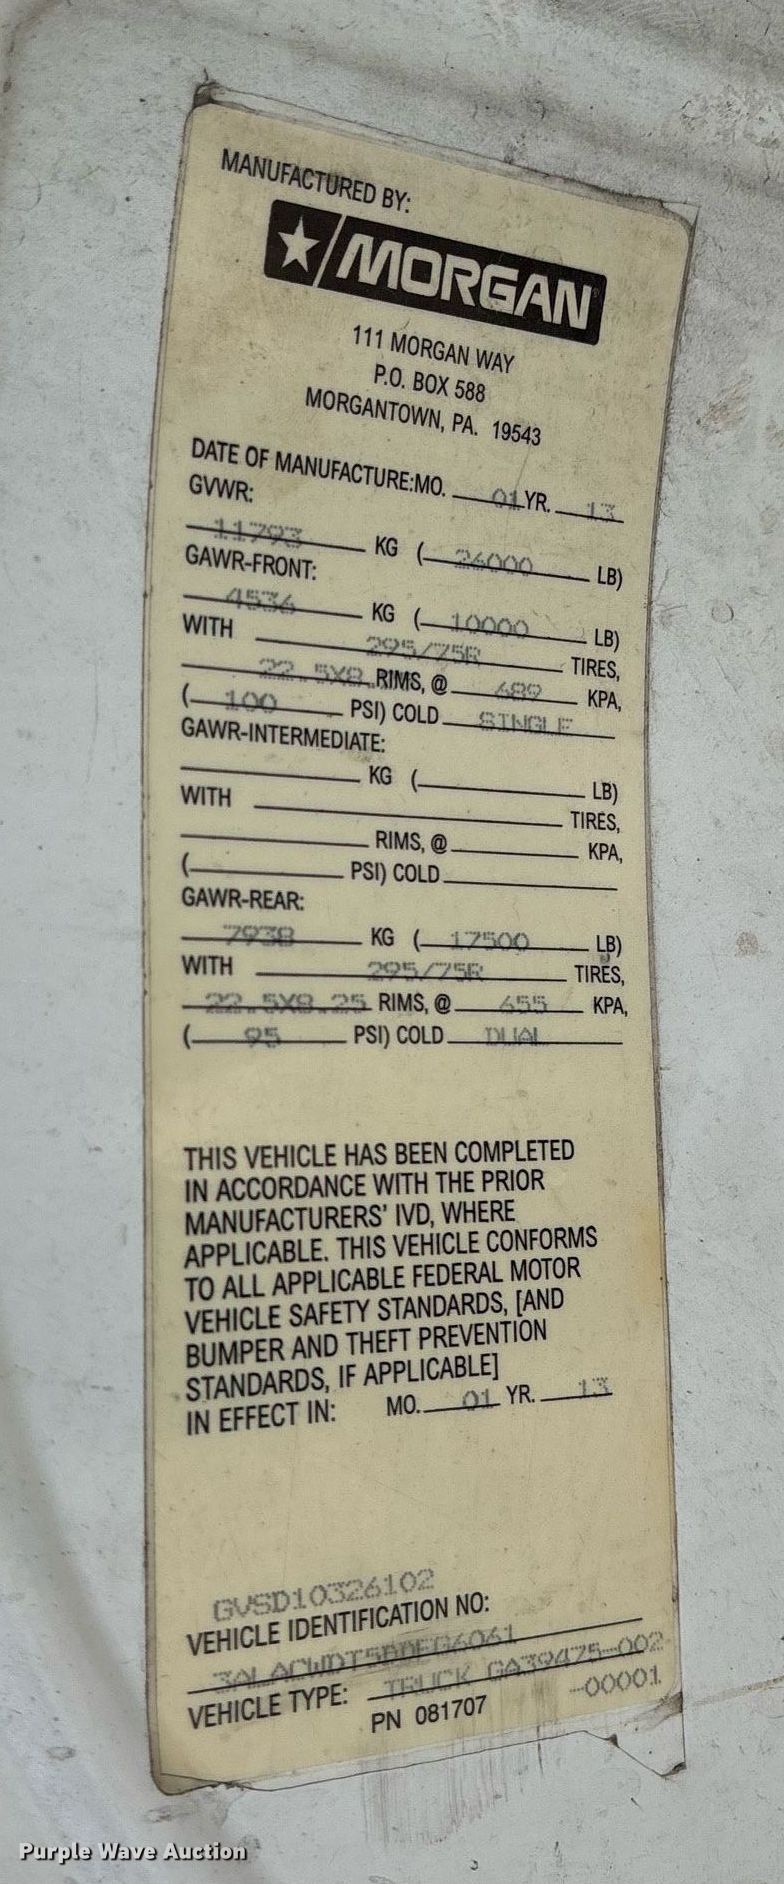 MANUFACTURED BY:
MORGAN
111 MORGAN WAY
P.O. BOX 588
MORGANTOWN, PA. 19543
DATE OF MANUFACTURE:MO. 01 YR. 13
GVWR:
11793 KG ( 26000 LB)
GAWR-FRONT:
4536 KG ( 10000 LB)
WITH 295/75R TIRES,
22.5X8. RIMS, @ 689 KPA,
( 100 PSI) COLD SINGLE
GAWR-INTERMEDIATE:
KG ( LB)
WITH TIRES,
RIMS, @ KPA,
( PSI) COLD
GAWR-REAR:
7938 KG ( 17500 LB)
WITH 295/75R TIRES,
22.5X8.25 RIMS, @ 655 KPA,
( 95 PSI) COLD DUAL
THIS VEHICLE HAS BEEN COMPLETED
IN ACCORDANCE WITH THE PRIOR
MANUFACTURERS' IVD, WHERE
APPLICABLE. THIS VEHICLE CONFORMS
TO ALL APPLICABLE FEDERAL MOTOR
VEHICLE SAFETY STANDARDS, [AND
BUMPER AND THEFT PREVENTION
STANDARDS, IF APPLICABLE]
IN EFFECT IN: MO. 01 YR. 13
GVSD10326102
VEHICLE IDENTIFICATION NO:
VEHICLE TYPE: TRUCK GA39475-002
-00001
PN 081707
Purple Wave Auction